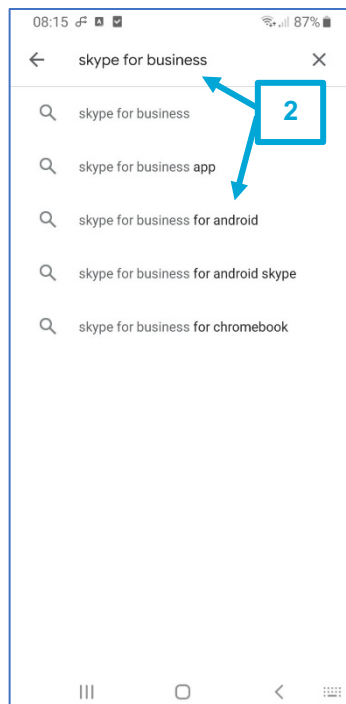 08:15 87%
skype for business
2
skype for business
skype for business app
skype for business for android
skype for business for android skype
skype for business for chromebook